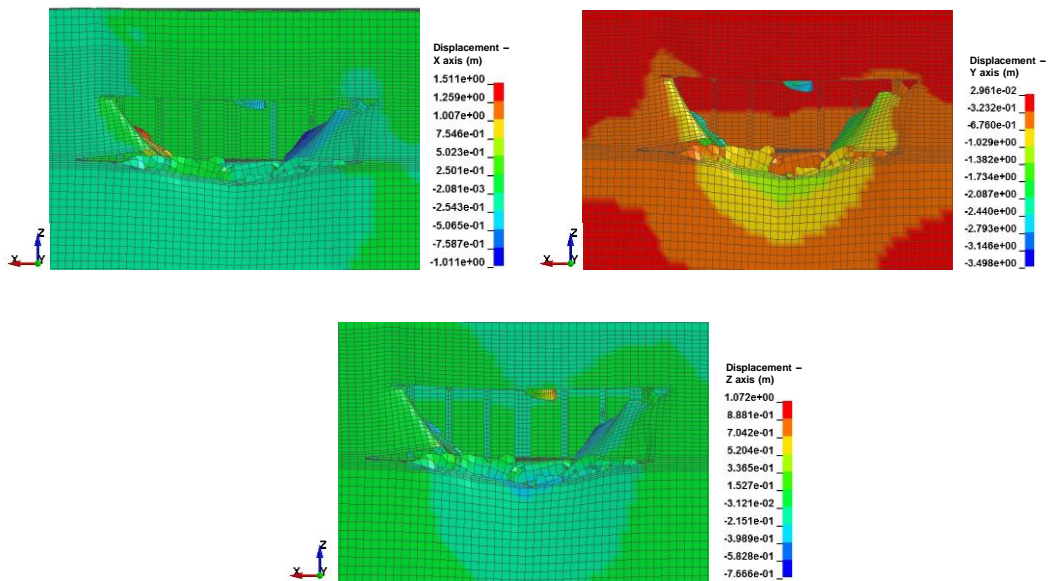 Displacement –
X axis (m)
1.511e+00
1.259e+00
1.007e+00
7.546e-01
5.023e-01
2.501e-01
-2.081e-03
-2.543e-01
-5.065e-01
-7.587e-01
-1.011e+00
Z
X
Y
Displacement –
Y axis (m)
2.961e-02
-3.232e-01
-6.760e-01
-1.029e+00
-1.382e+00
-1.734e+00
-2.087e+00
-2.440e+00
-2.793e+00
-3.146e+00
-3.498e+00
Z
X
Y
Displacement –
Z axis (m)
1.072e+00
8.881e-01
7.042e-01
5.204e-01
3.365e-01
1.527e-01
-3.121e-02
-2.151e-01
-3.989e-01
-5.828e-01
-7.666e-01
Z
X
Y